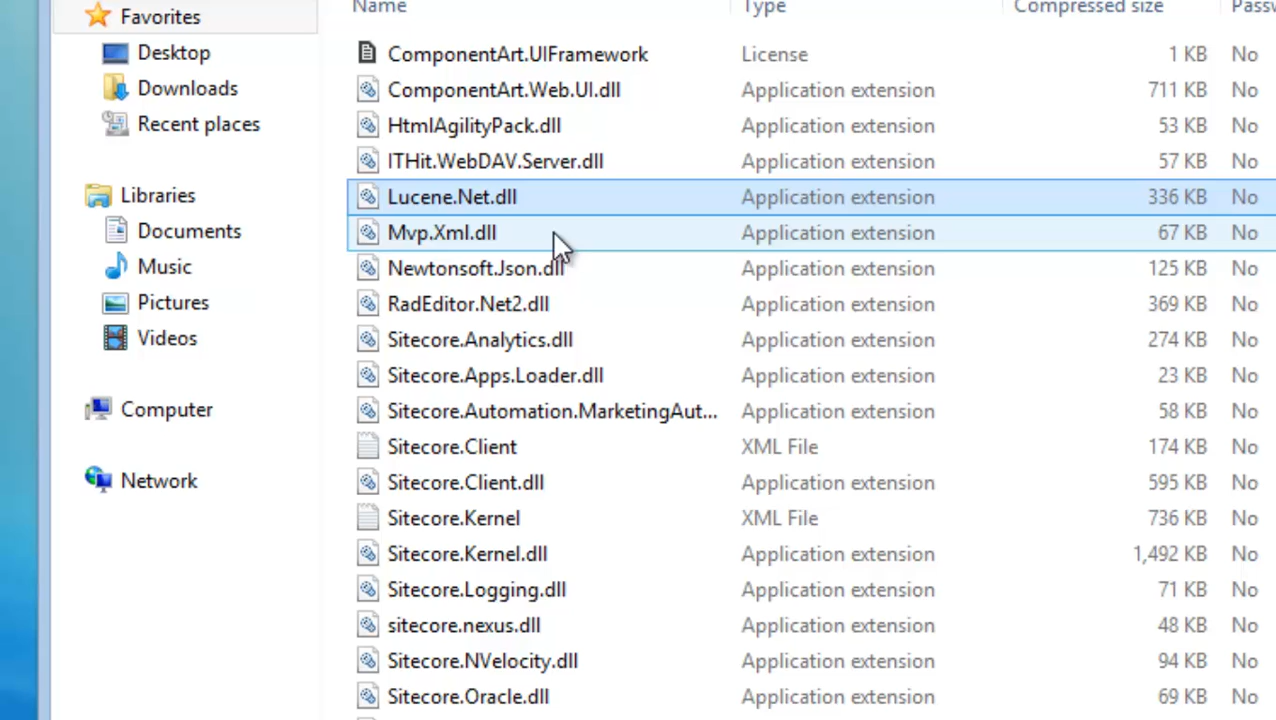 Favorites
Desktop
Downloads
Recent places
Libraries
Documents
Music
Pictures
Videos
Computer
Network
Name Type Compressed size
ComponentArt.UIFramework License 1 KB No
ComponentArt.Web.UI.dll Application extension 711 KB No
HtmlAgilityPack.dll Application extension 53 KB No
ITHit.WebDAV.Server.dll Application extension 57 KB No
Lucene.Net.dll Application extension 336 KB No
Mvp.Xml.dll Application extension 67 KB No
Newtonsoft.Json.dll Application extension 125 KB No
RadEditor.Net2.dll Application extension 369 KB No
Sitecore.Analytics.dll Application extension 274 KB No
Sitecore.Apps.Loader.dll Application extension 23 KB No
Sitecore.Automation.MarketingAut... Application extension 58 KB No
Sitecore.Client XML File 174 KB No
Sitecore.Client.dll Application extension 595 KB No
Sitecore.Kernel XML File 736 KB No
Sitecore.Kernel.dll Application extension 1,492 KB No
Sitecore.Logging.dll Application extension 71 KB No
sitecore.nexus.dll Application extension 48 KB No
Sitecore.NVelocity.dll Application extension 94 KB No
Sitecore.Oracle.dll Application extension 69 KB No